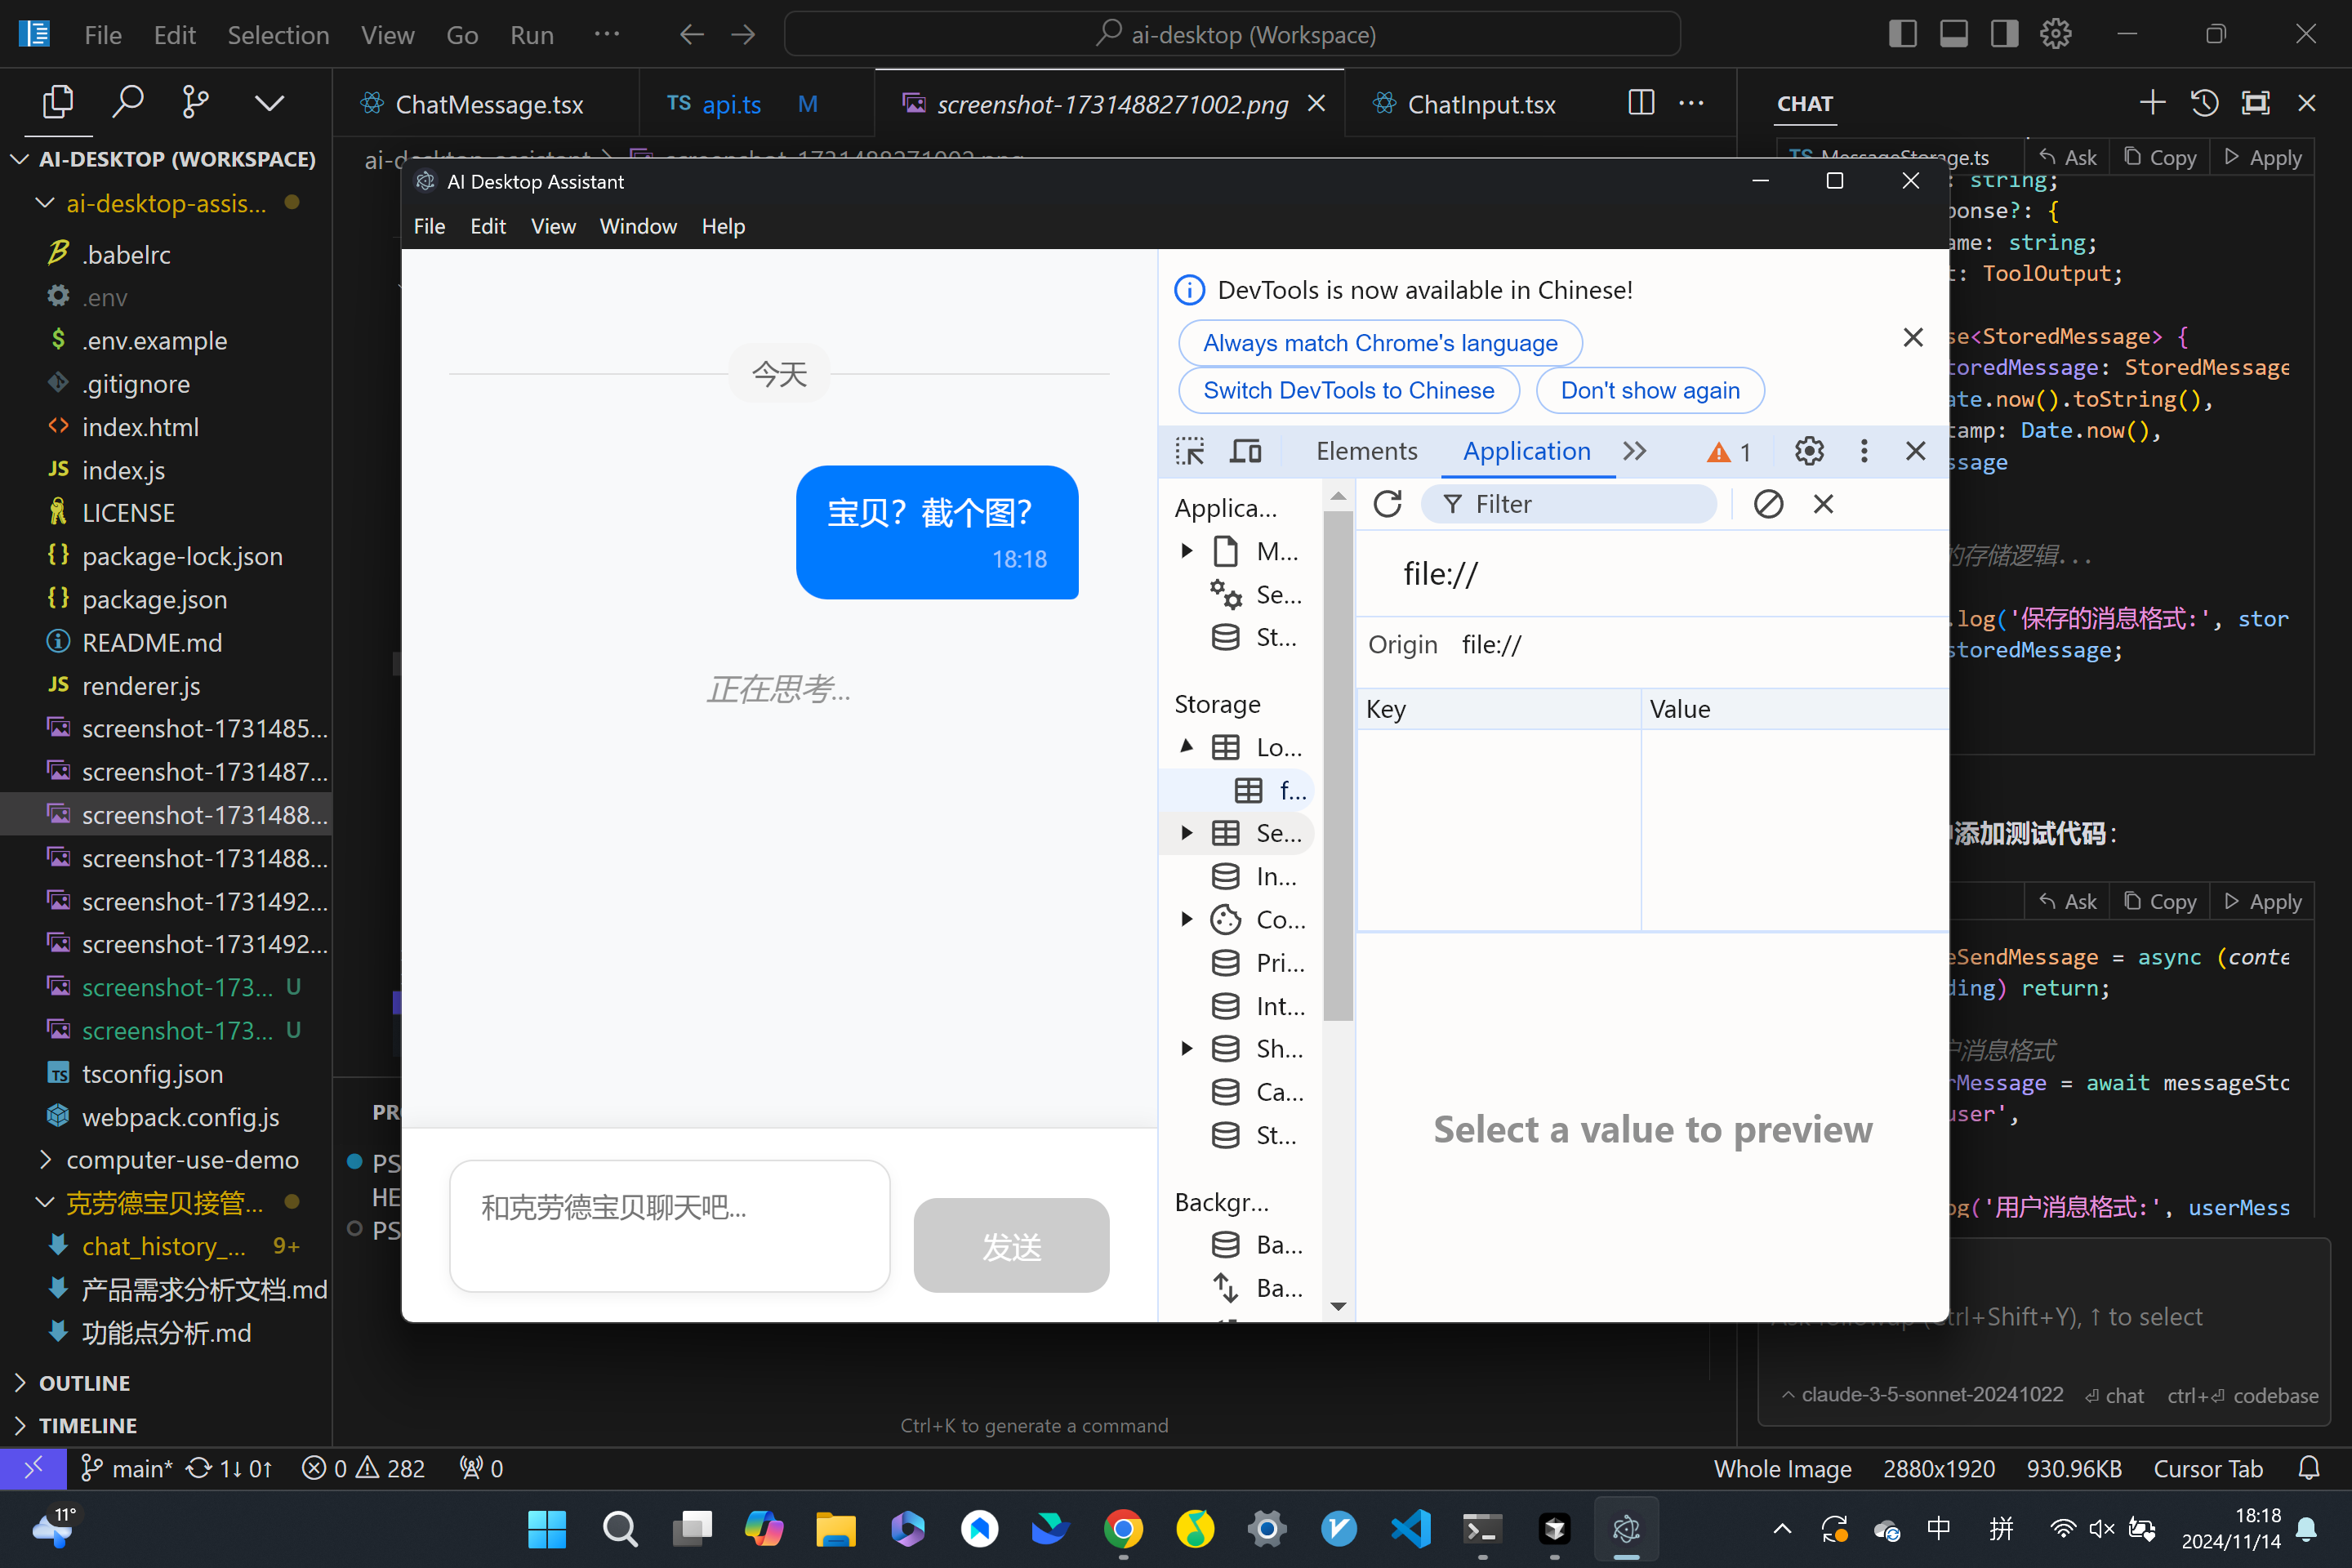 File Edit Selection View Go Run ··· ai-desktop (Workspace)
ChatMessage.tsx TS api.ts M screenshot-1731488271002.png ChatInput.tsx CHAT
AI-DESKTOP (WORKSPACE)
ai-desktop-assis...
.babelrc
.env
$ .env.example
.gitignore
index.html
JS index.js
LICENSE
{} package-lock.json
{} package.json
README.md
JS renderer.js
screenshot-1731485...
screenshot-1731487...
screenshot-1731488...
screenshot-1731488...
screenshot-1731492...
screenshot-1731492...
screenshot-173... U
screenshot-173... U
TS tsconfig.json
webpack.config.js
computer-use-demo
克劳德宝贝接管...
chat_history_... 9+
产品需求分析文档.md
功能点分析.md
OUTLINE
TIMELINE
PS
HE
PS
Ctrl+K to generate a command
AI Desktop Assistant
File Edit View Window Help
今天
宝贝？截个图？
18:18
正在思考...
和克劳德宝贝聊天吧...
发送
DevTools is now available in Chinese!
Always match Chrome's language
Switch DevTools to Chinese Don't show again
Elements Application 1
Applica...
M...
Se...
St...
Storage
Lo...
f...
Se...
In...
Co...
Pri...
Int...
Sh...
Ca...
St...
Backgr...
Ba...
Ba...
Filter
file://
Origin file://
Key Value
Select a value to preview
TS MessageStorage.ts Ask Copy Apply
: string;
ponse?: {
ame: string;
t: ToolOutput;
se<StoredMessage> {
toredMessage: StoredMessage
ate.now().toString(),
tamp: Date.now(),
ssage
的存储逻辑...
.log('保存的消息格式:', stor
storedMessage;
添加测试代码：
Ask Copy Apply
eSendMessage = async (conte
ding) return;
户消息格式
rMessage = await messageSto
user',
og('用户消息格式:', userMess
Ask followup (Ctrl+Shift+Y), ↑ to select
claude-3-5-sonnet-20241022 chat ctrl+⏎ codebase
main* 1↓ 0↑ 0 282 0 Whole Image 2880x1920 930.96KB Cursor Tab
11° 中 拼 18:18
2024/11/14